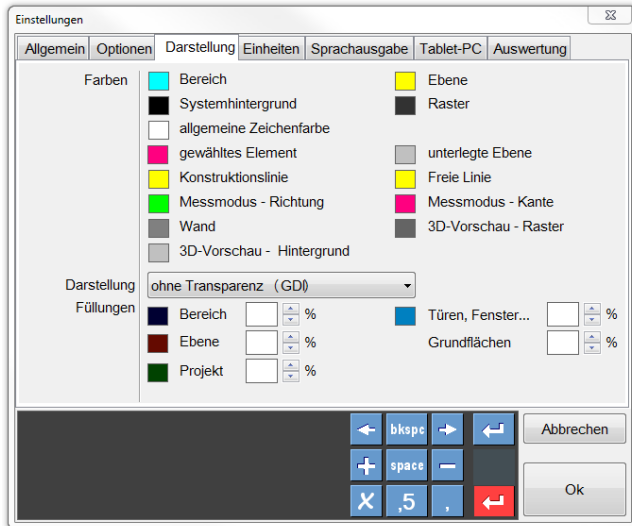 Einstellungen
Allgemein Optionen Darstellung Einheiten Sprachausgabe Tablet-PC Auswertung
Farben Bereich Ebene
Systemhintergrund Raster
allgemeine Zeichenfarbe
gewähltes Element unterlegte Ebene
Konstruktionslinie Freie Linie
Messmodus - Richtung Messmodus - Kante
Wand 3D-Vorschau - Raster
3D-Vorschau - Hintergrund
Darstellung ohne Transparenz (GDI)
Füllungen Bereich % Türen, Fenster... %
Ebene % Grundflächen %
Projekt %
bkspc Abbrechen
space
,5 , Ok